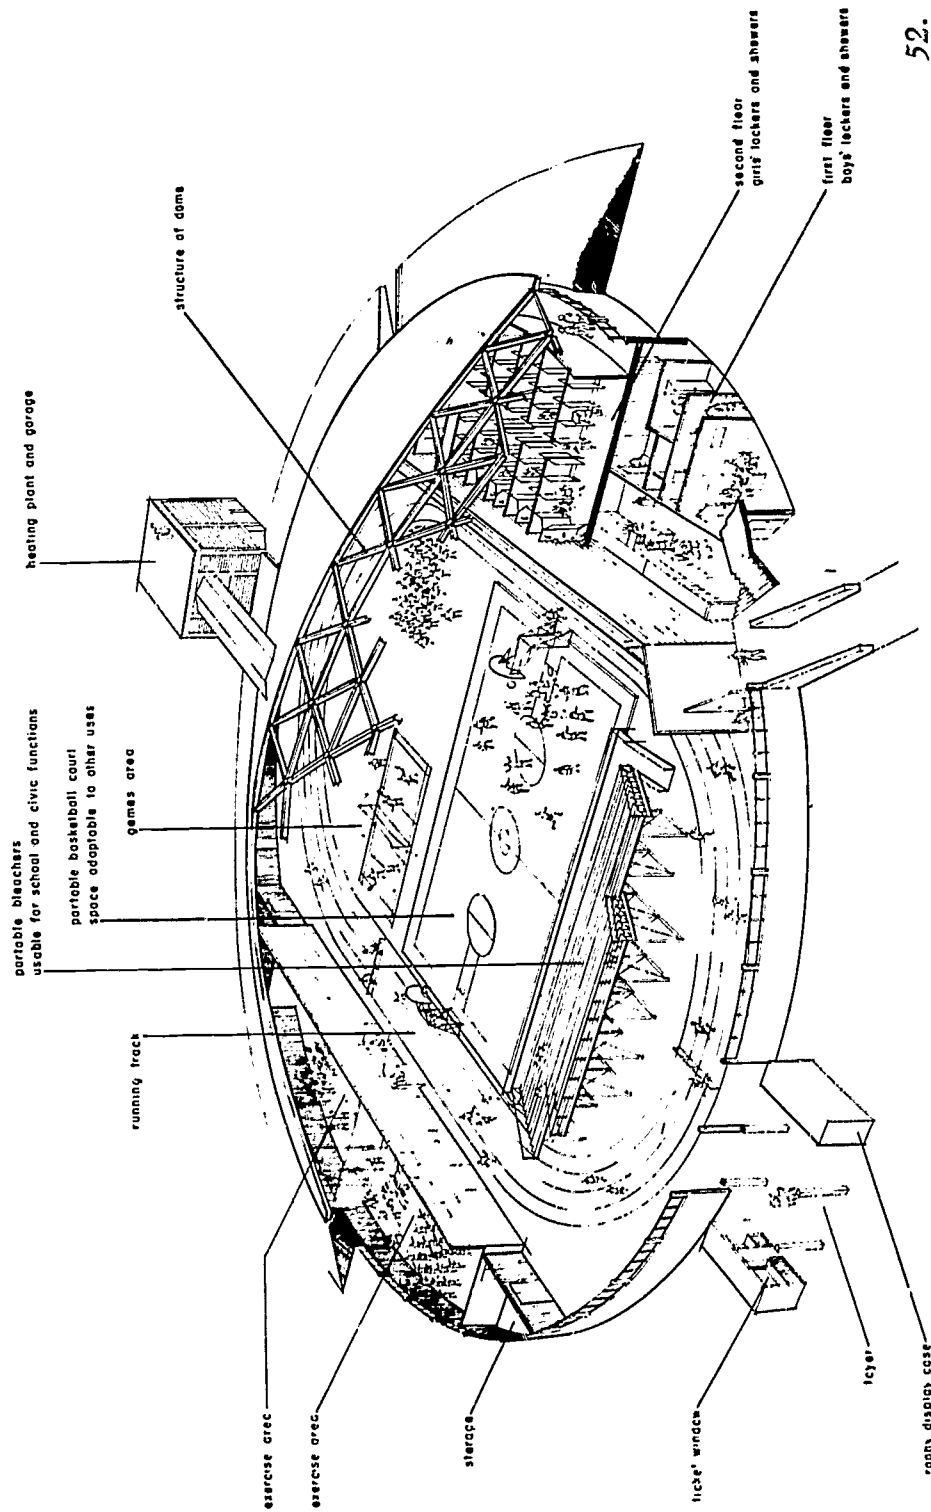 portable bleachers
usable for school and civic functions
heating plant and garage
portable basketball court
space adaptable to other uses
games area
running track
structure of dome
exercise area
exercise area
storage
ticket window
second floor
girls' lockers and showers
first floor
boys' lockers and showers
foyer
trophy display case
52.